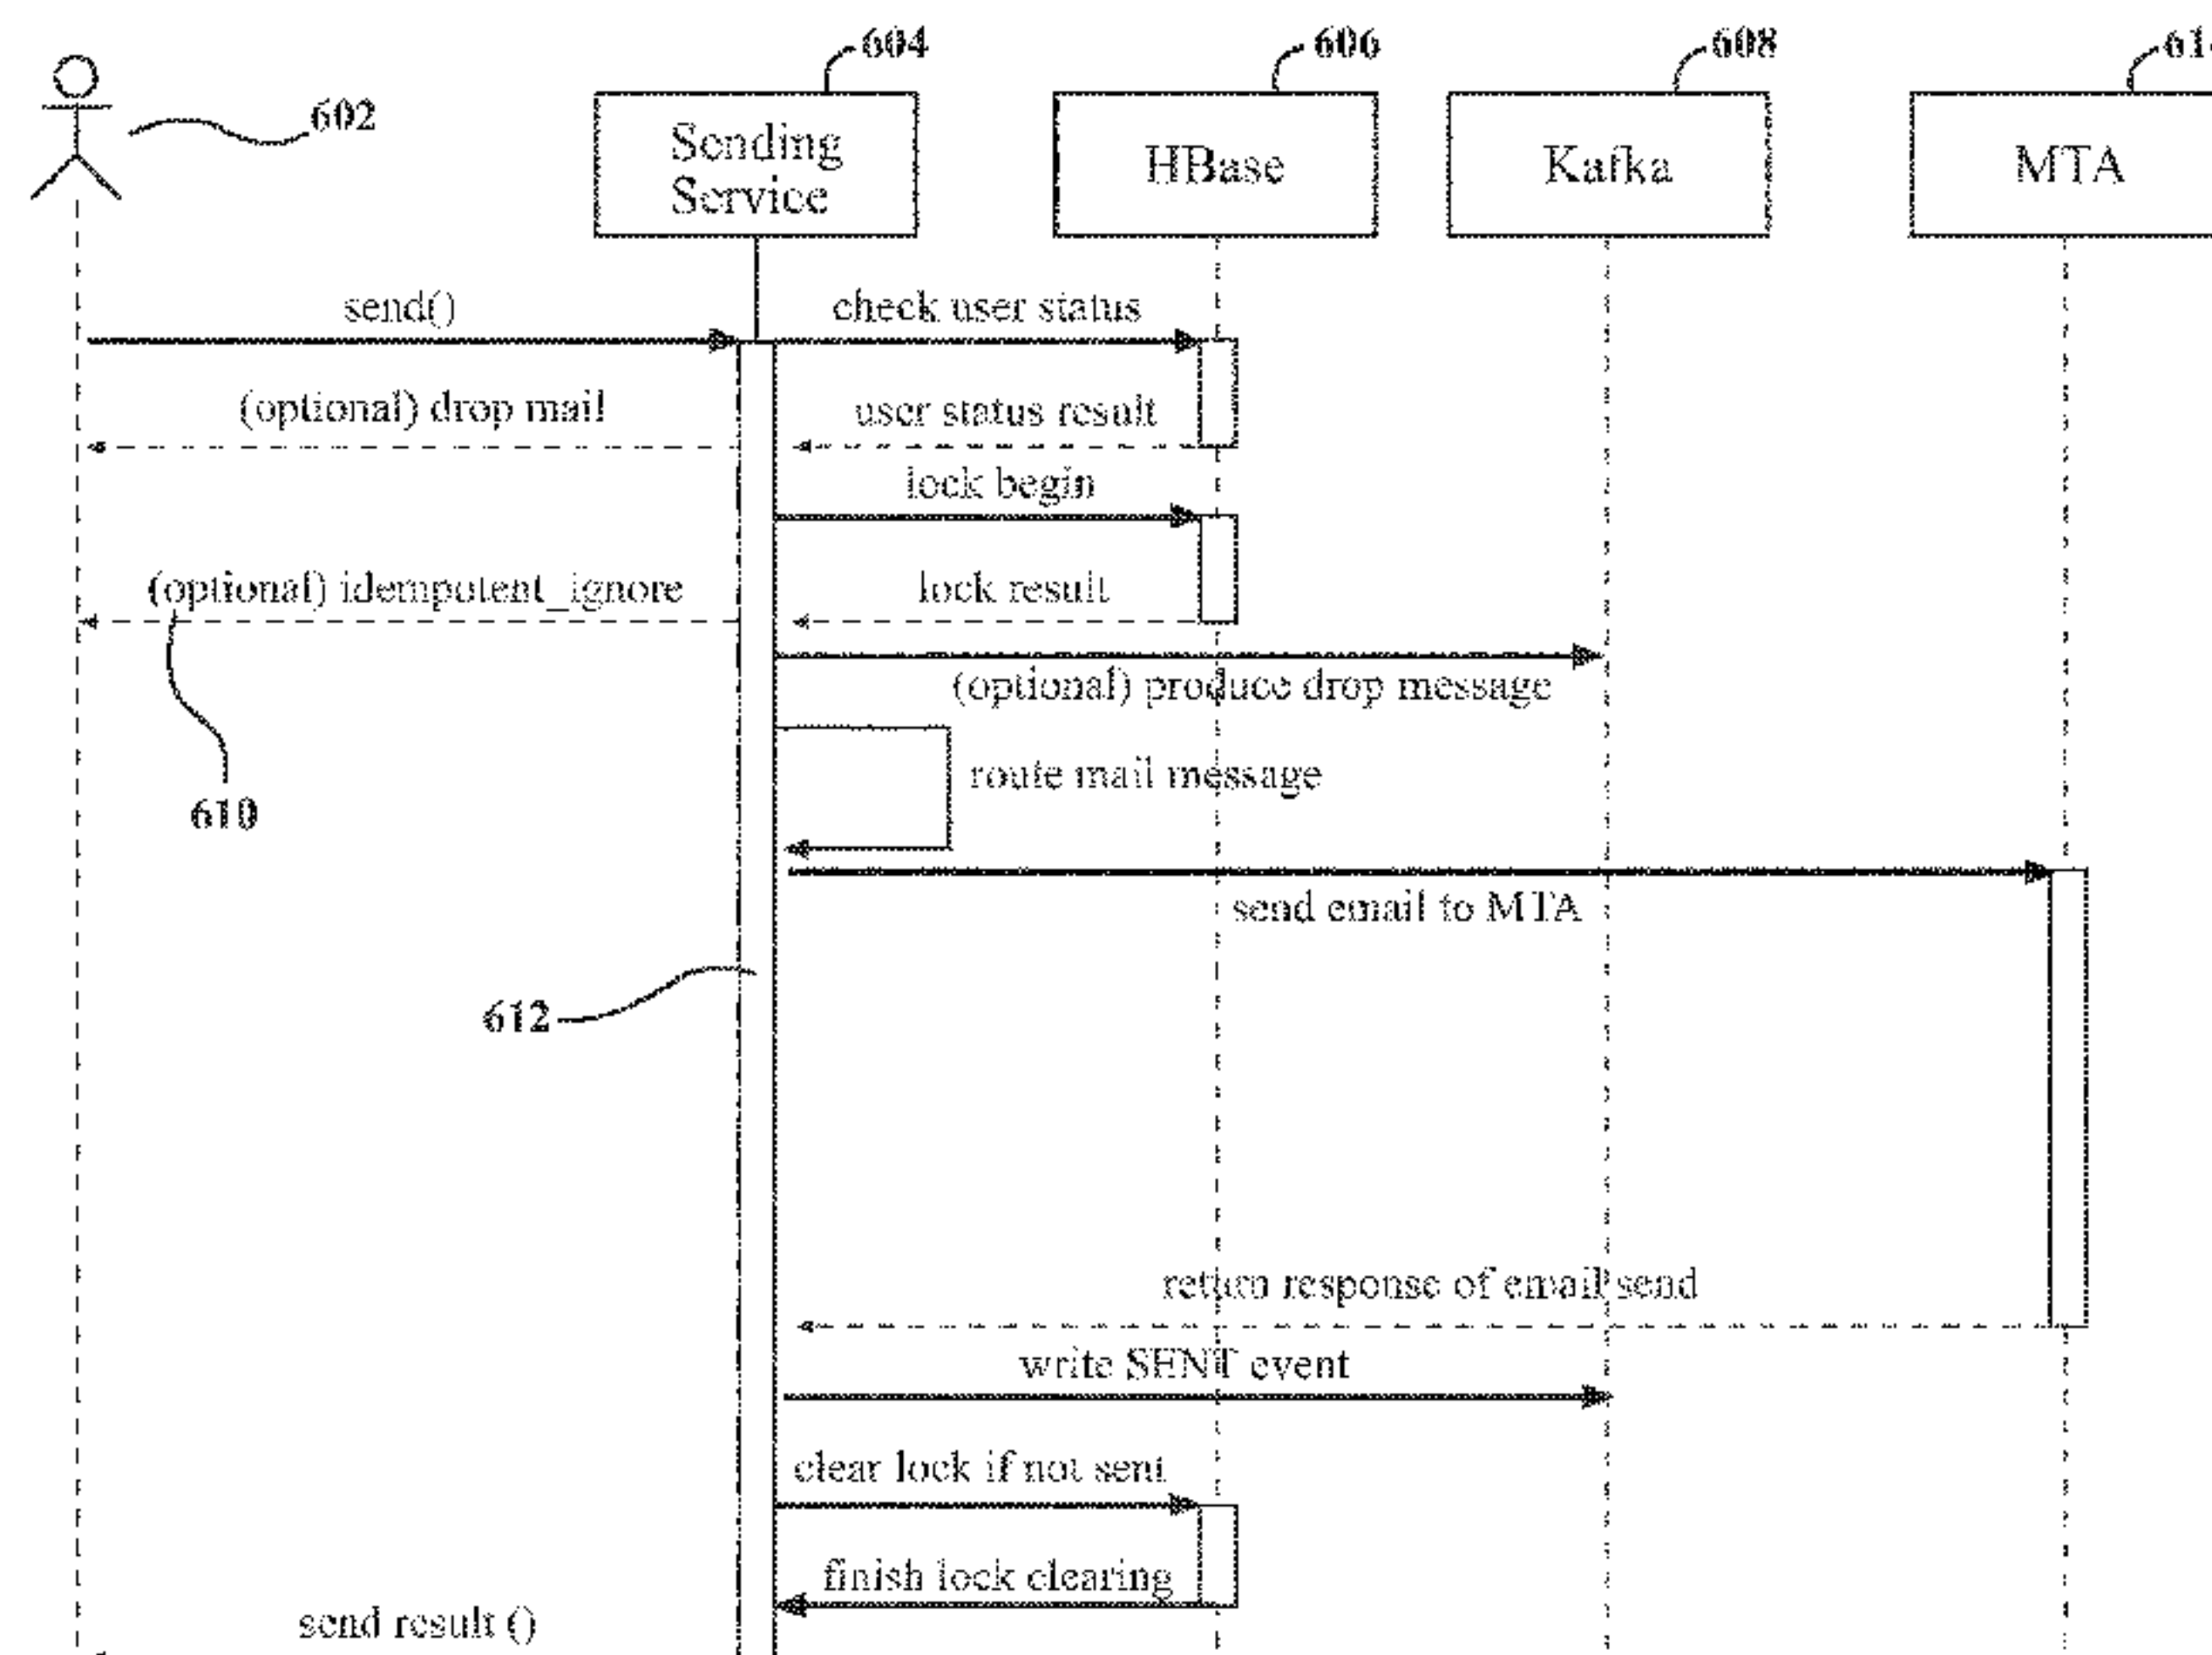 604
606
608
602
Sending
Service
HBase
Kafka
MTA
send()
check user status
(optional) drop mail
user status result
lock begin
(optional) idempotent_ignore
lock result
(optional) produce drop message
route mail message
610
send email to MTA
612
return response of email send
write SENT event
clear lock if not sent
finish lock clearing
send result ()